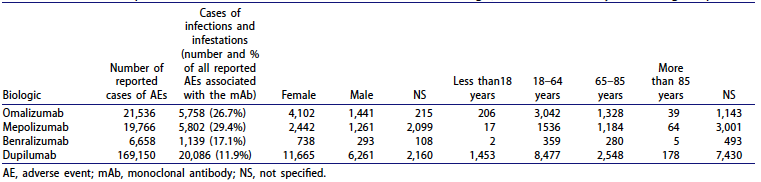 Cases of
infections and
infestations
Number of (number and %
reported of all reported More
cases of AEs AEs associated Less than18 18–64 65–85 than 85
Biologic with the mAb) Female Male NS years years years years NS
Omalizumab 21,536 5,758 (26.7%) 4,102 1,441 215 206 3,042 1,328 39 1,143
Mepolizumab 19,766 5,802 (29.4%) 2,442 1,261 2,099 17 1536 1,184 64 3,001
Benralizumab 6,658 1,139 (17.1%) 738 293 108 2 359 280 5 493
Dupilumab 169,150 20,086 (11.9%) 11,665 6,261 2,160 1,453 8,477 2,548 178 7,430
AE, adverse event; mAb, monoclonal antibody; NS, not specified.